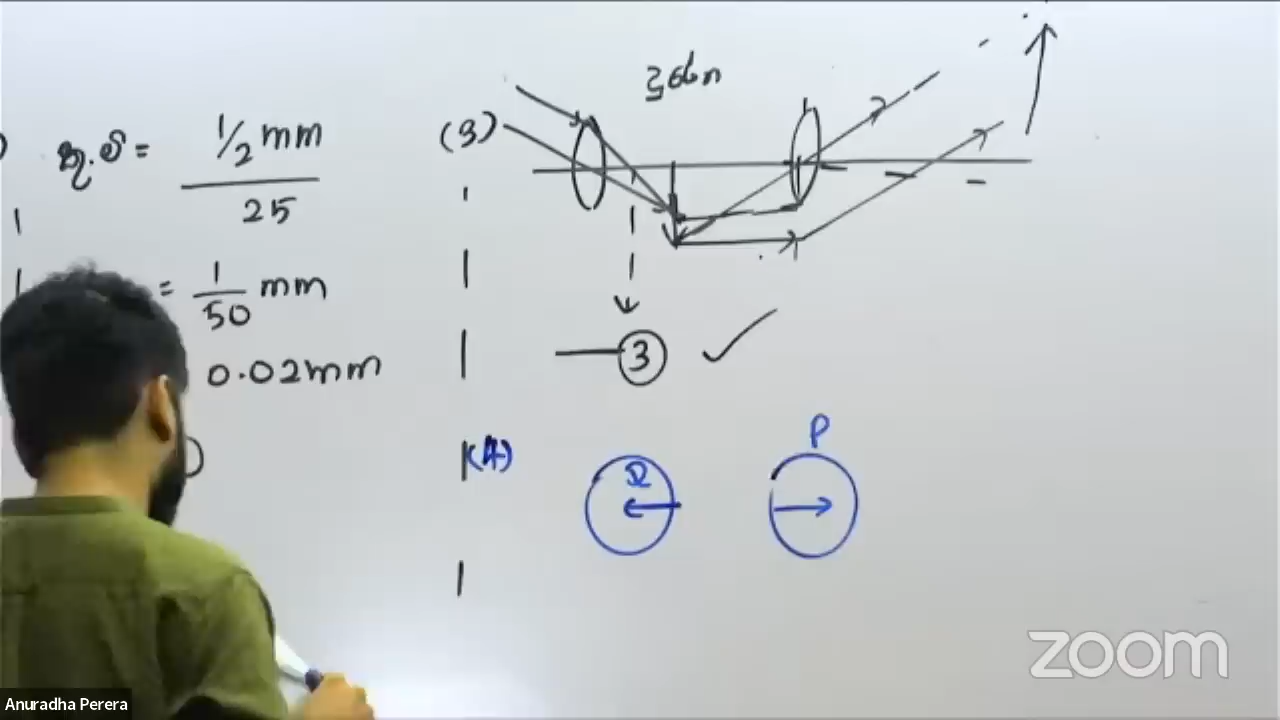 1/2 mm
25
= 1/50 mm
0.02mm
(3)
3
(4)
R
P
zoom
Anuradha Perera